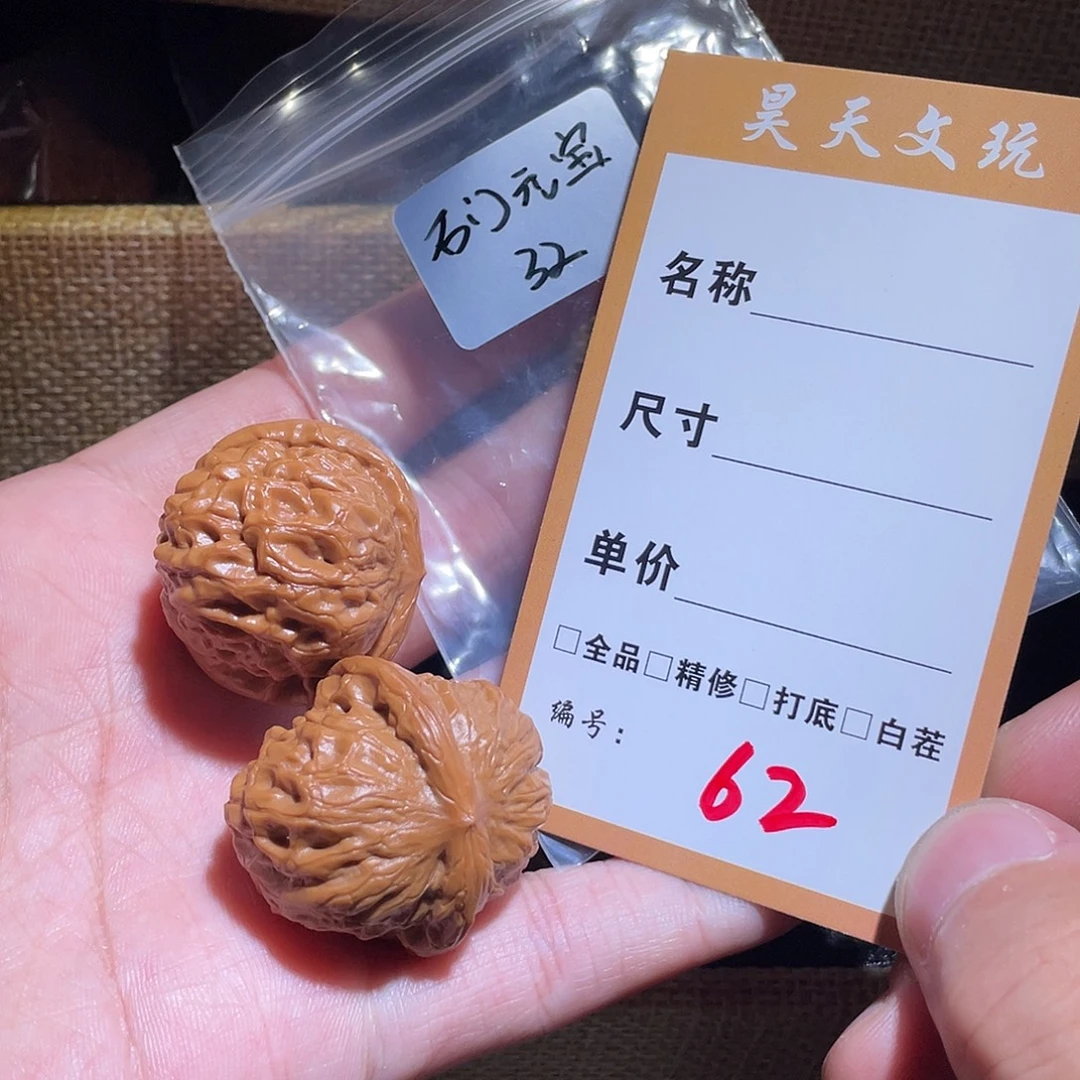 石门元宝
32
昊天文玩
名称
尺寸
单价
□全品□精修□打底□白茬
编号：
62